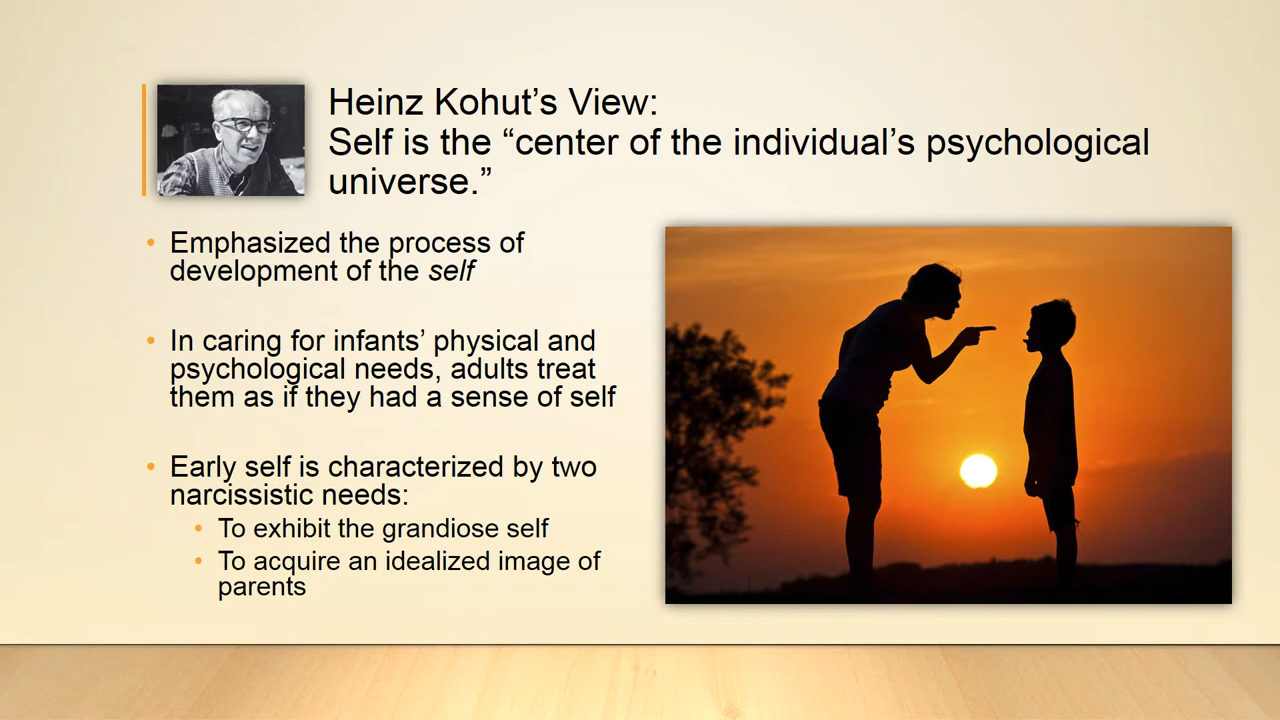 Heinz Kohut’s View:
Self is the “center of the individual’s psychological
universe.”
• Emphasized the process of
development of the self
• In caring for infants’ physical and
psychological needs, adults treat
them as if they had a sense of self
• Early self is characterized by two
narcissistic needs:
• To exhibit the grandiose self
• To acquire an idealized image of
parents